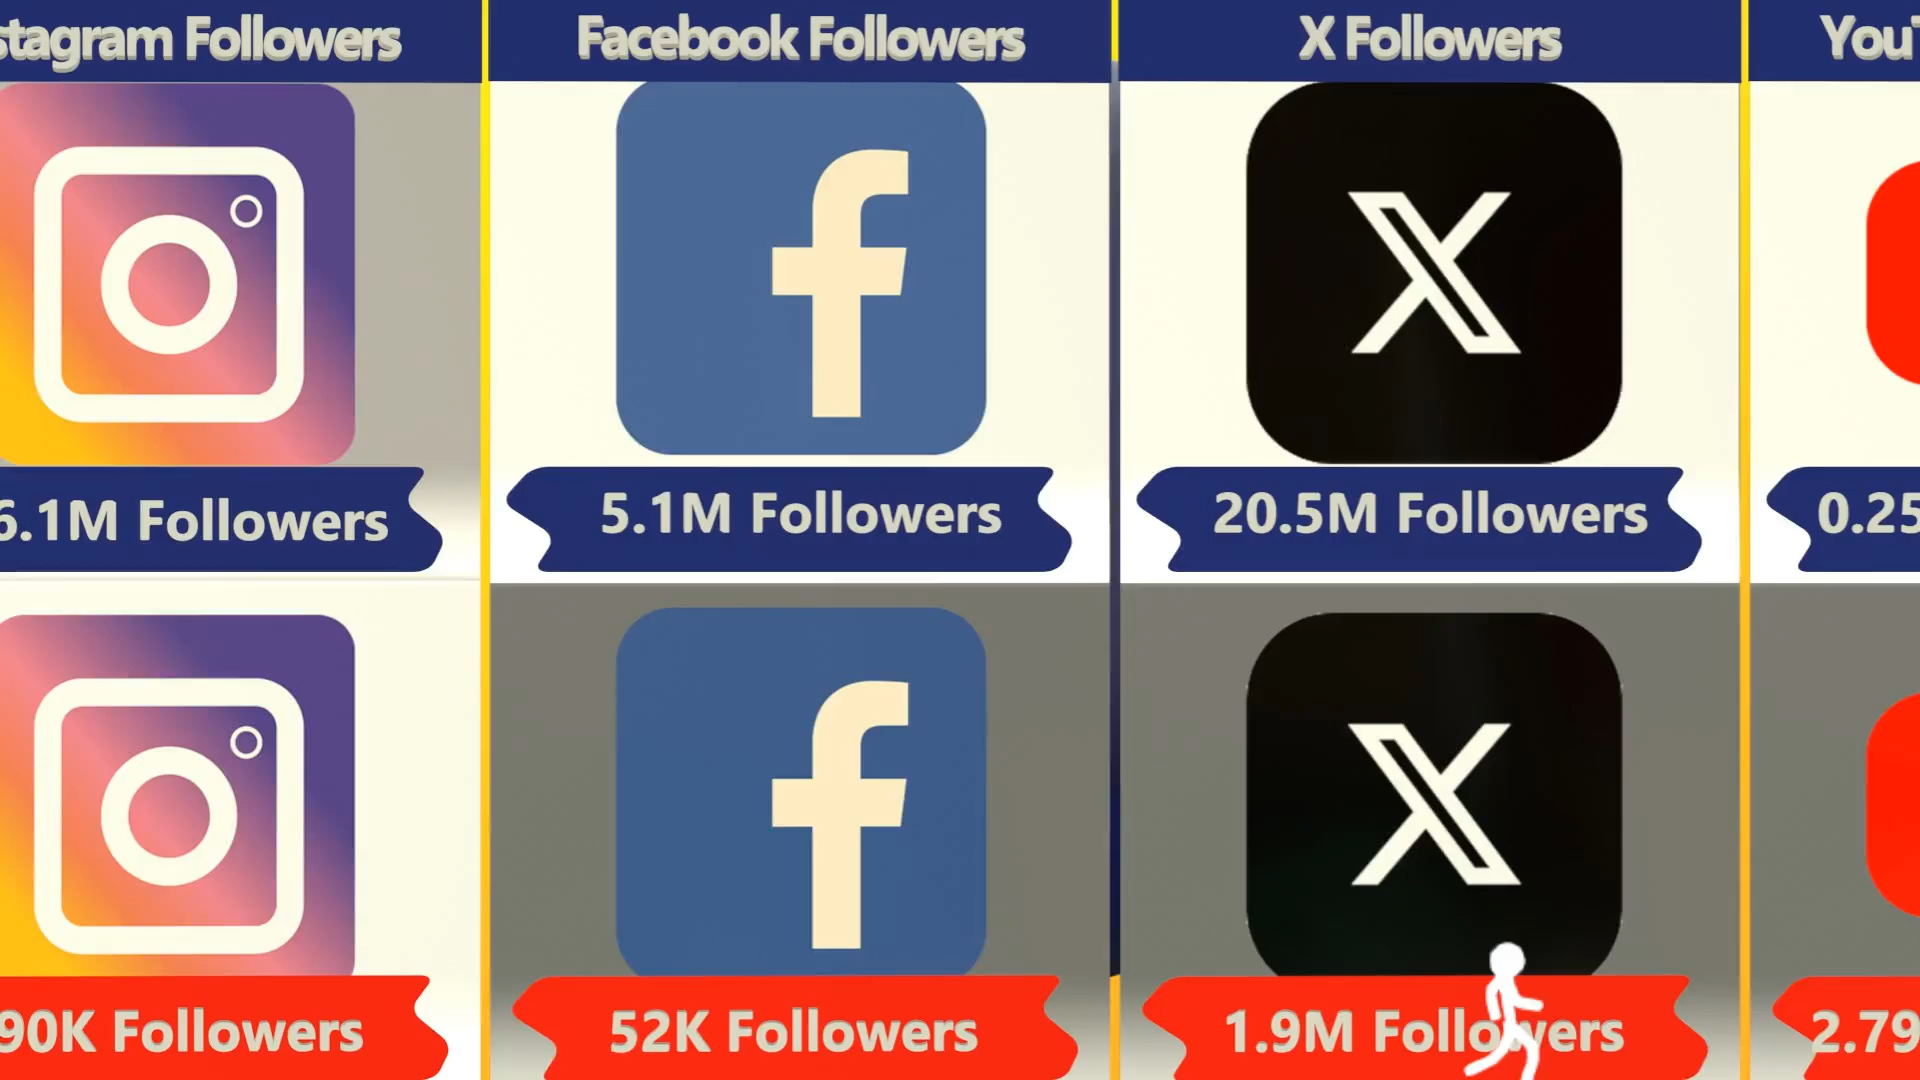 stagram Followers
Facebook Followers
X Followers
You
6.1M Followers
5.1M Followers
20.5M Followers
0.25
90K Followers
52K Followers
1.9M Followers
2.79